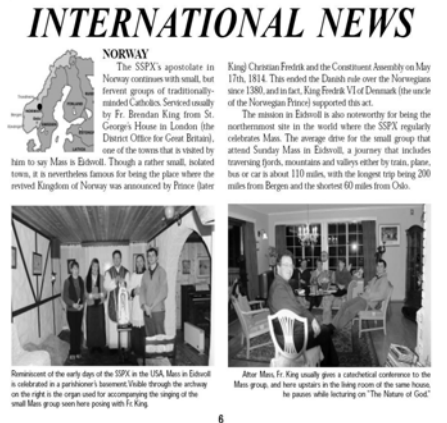 INTERNATIONAL NEWS
NORWAY
The SSPX's apostolate in
Norway continues with small, but
fervent groups of traditionally-
minded Catholics. Serviced usually
by Fr. Brendan King from St.
George's House in London (the
District Office for Great Britain),
one of the towns that is visited by
him to say Mass in Eidsvoll. Though a rather small, isolated
town, it is nevertheless famous for being the place where the
revived Kingdom of Norway was announced by Prince (later
King) Christian Fredrik and the Constituent Assembly on May
17th, 1814. This ended the Danish rule over the Norwegians
since 1380, and in fact, King Fredrik VI of Denmark (the uncle
of the Norwegian Prince) supported this act.
The mission in Eidsvoll is also noteworthy for being the
northernmost site in the world where the SSPX regularly
celebrates Mass. The average drive for the small group that
attend Sunday Mass in Eidsvoll, a journey that includes
traversing fjords, mountains and valleys either by train, plane,
bus or car is about 110 miles, with the longest trip being 200
miles from Bergen and the shortest 60 miles from Oslo.
Reminiscent of the early days of the SSPX in the USA, Mass in Eidsvoll
is celebrated in a parishioner's basement. Visible through the archway
on the right is the organ used for accompanying the singing of the
small Mass group seen here posing with Fr. King.
After Mass, Fr. King usually gives a catechetical conference to the
Mass group, and here upstairs in the living room of the same house,
he pauses while lecturing on "The Nature of God."
6